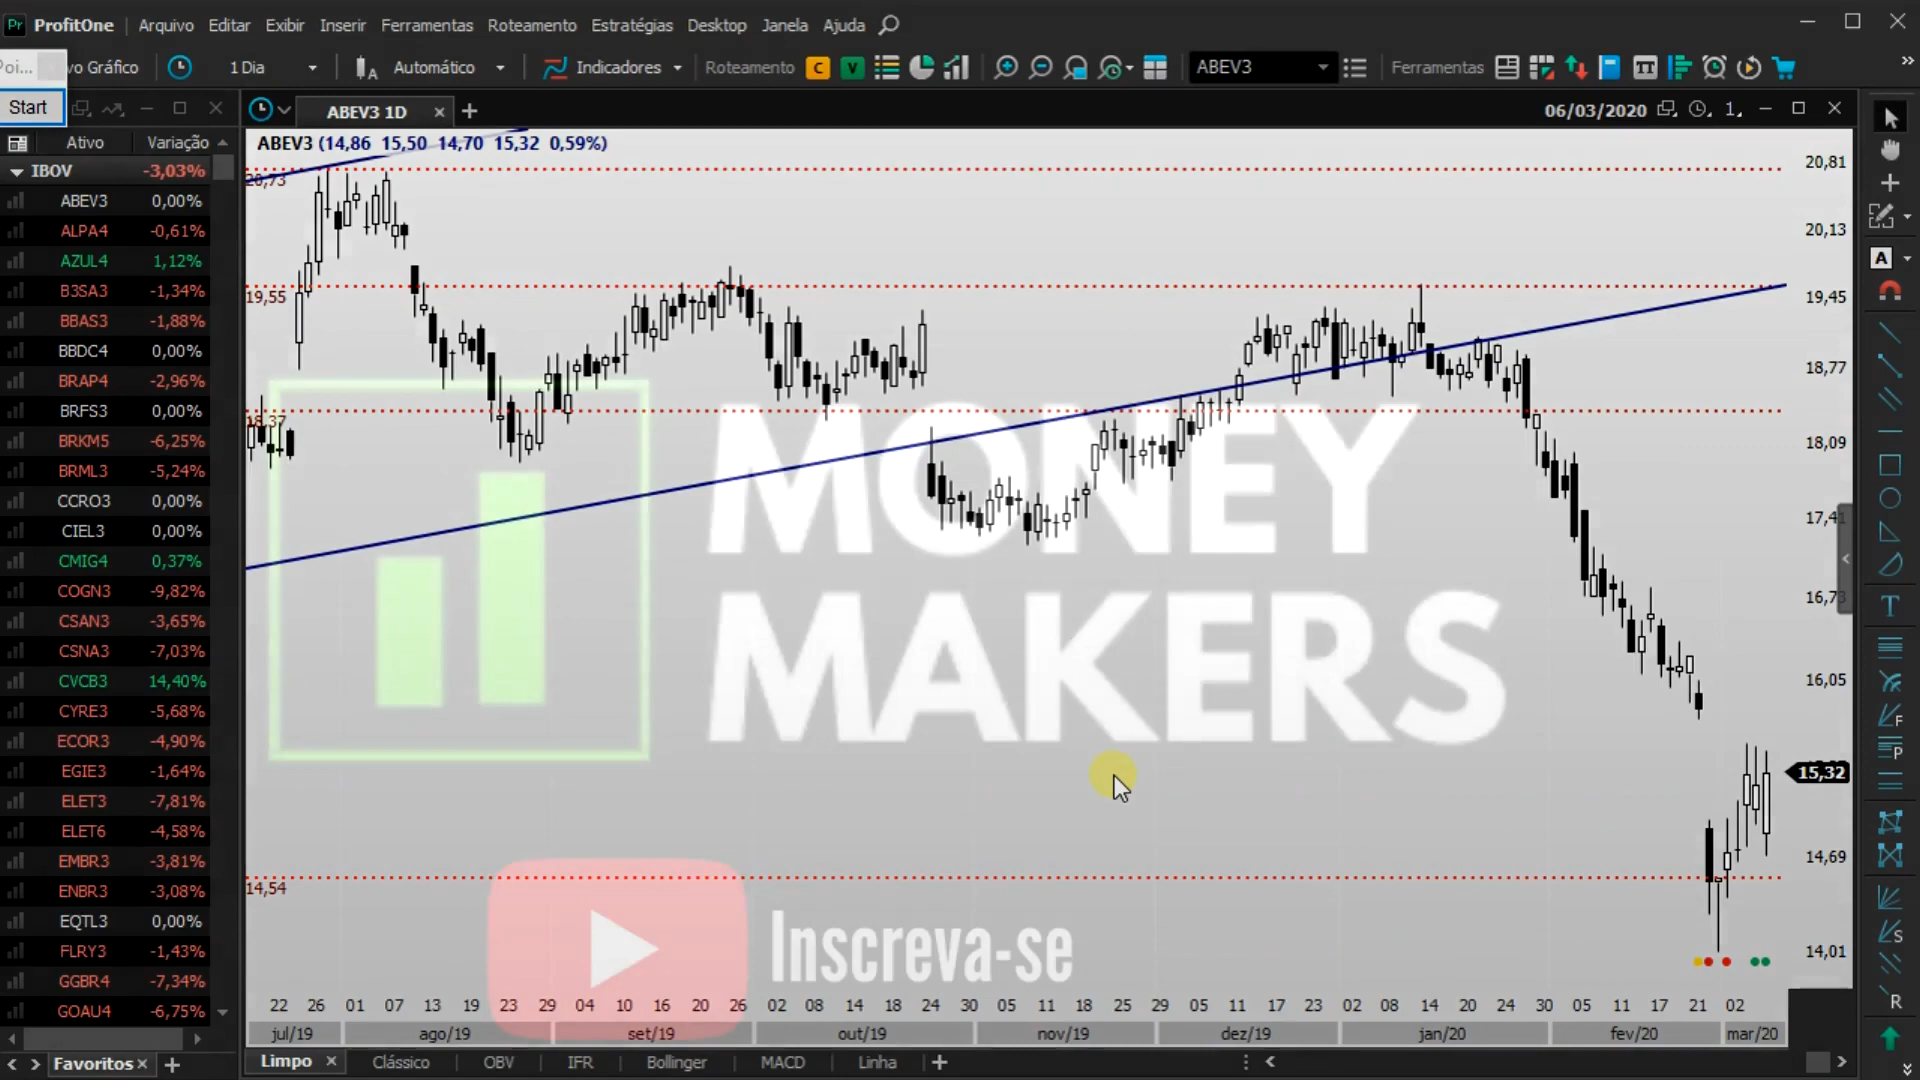 ProfitOne
Arquivo Editar Exibir Inserir Ferramentas Roteamento Estratégias Desktop Janela Ajuda
Poi...
vo Gráfico 1 Dia Automático Indicadores Roteamento C V ABEV3 Ferramentas
Start
ABEV3 1D
06/03/2020
Ativo Variação
ABEV3 (14,86 15,50 14,70 15,32 0,59%)
IBOV -3,03%
ABEV3 0,00%
ALPA4 -0,61%
AZUL4 1,12%
B3SA3 -1,34%
BBAS3 -1,88%
BBDC4 0,00%
BRAP4 -2,96%
BRFS3 0,00%
BRKM5 -6,25%
BRML3 -5,24%
CCRO3 0,00%
CIEL3 0,00%
CMIG4 0,37%
COGN3 -9,82%
CSAN3 -3,65%
CSNA3 -7,03%
CVCB3 14,40%
CYRE3 -5,68%
ECOR3 -4,90%
EGIE3 -1,64%
ELET3 -7,81%
ELET6 -4,58%
EMBR3 -3,81%
ENBR3 -3,08%
EQTL3 0,00%
FLRY3 -1,43%
GGBR4 -7,34%
GOAU4 -6,75%
20,73
19,55
18,37
14,54
MONEY
MAKERS
Inscreva-se
20,81
20,13
19,45
18,77
18,09
17,41
16,73
16,05
15,32
14,69
14,01
22 26 01 07 13 19 23 29 04 10 16 20 26 02 08 14 18 24 30 05 11 18 25 29 05 11 17 23 02 08 14 20 24 30 05 11 17 21 02
jul/19 ago/19 set/19 out/19 nov/19 dez/19 jan/20 fev/20 mar/20
Favoritos
Limpo Clássico OBV IFR Bollinger MACD Linha